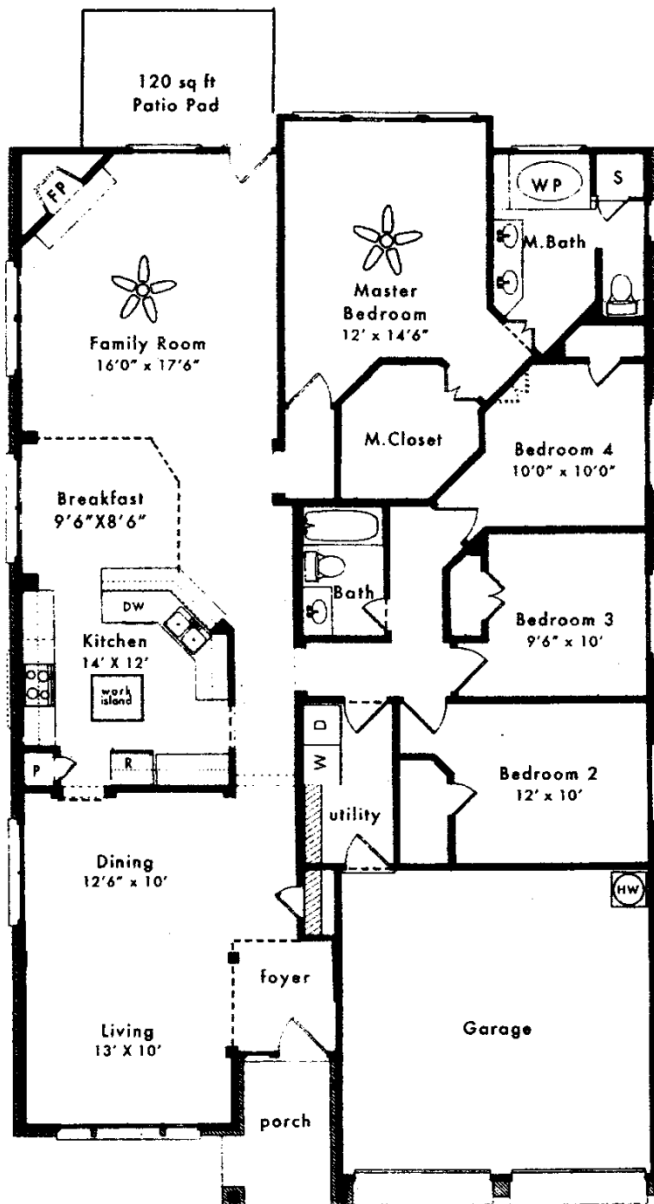 120 sq ft
Patio Pad
FP
WP
S
M.Bath
Master
Bedroom
12' x 14'6"
Family Room
16'0" x 17'6"
M.Closet
Bedroom 4
10'0" x 10'0"
Breakfast
9'6"X8'6"
Bath
DW
Bedroom 3
9'6" x 10'
Kitchen
14' X 12'
work
island
D
W
P
R
Bedroom 2
12' x 10'
utility
Dining
12'6" x 10'
HW
foyer
Garage
Living
13' X 10'
porch